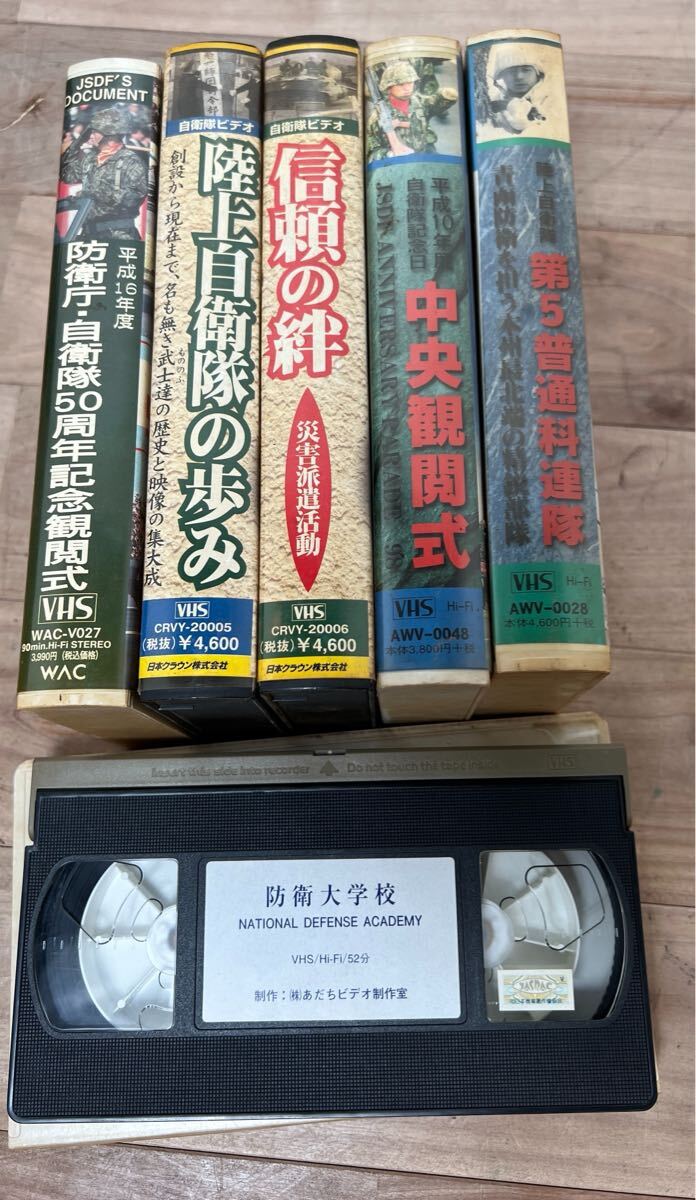 JSDF'S
DOCUMENT
平成16年度
防衛庁・自衛隊50周年記念観閲式
VHS
WAC-V027
90min.Hi-Fi STEREO
3,990円(税込価格)
WAC
自衛隊ビデオ
陸上自衛隊の歩み
もののふ
創設から現在まで、名も無き武士達の歴史と映像の集大成
VHS
CRVY-20005
(税抜)¥4,600
日本クラウン株式会社
自衛隊ビデオ
信頼の絆
災害派遣活動
VHS
CRVY-20006
(税抜)¥4,600
日本クラウン株式会社
平成10年度
自衛隊記念日
JSDF ANNIVERSARY
中央観閲式
VHS Hi-Fi
AWV-0048
本体3,800円+税
陸上自衛隊
第5普通科連隊
VHS Hi-Fi
AWV-0028
本体4,600円+税
Insert this side into recorder ▲ Do not touch the tape inside VHS
防衛大学校
NATIONAL DEFENSE ACADEMY
VHS/Hi-Fi/52分
制作:㈱あだちビデオ制作室